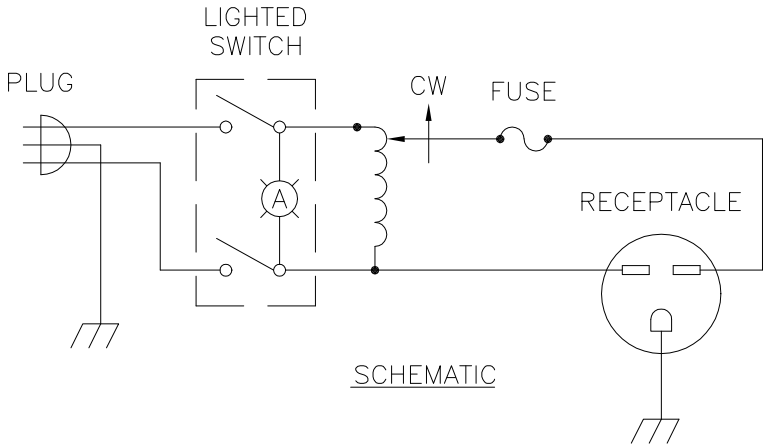 LIGHTED
SWITCH
PLUG
CW
FUSE
A
RECEPTACLE
SCHEMATIC